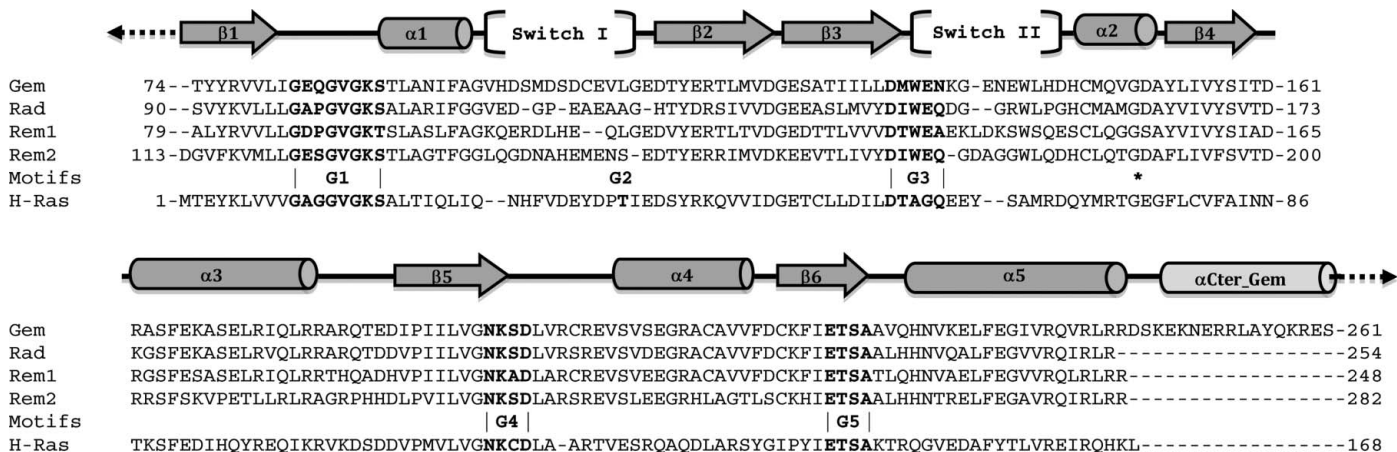 β1 α1 Switch I β2 β3 Switch II α2 β4
Gem 74--TYYRVVLIGEQGVGKSTLANIFAGVHDSMDSDCEVLGEDTYERTLMVDGESATIILLDMWENKG-ENEWLHDHCMQVGDAYLIVYSITD-161
Rad 90--SVYKVLLLGAPGVGKSALARIFGGVED-GP-EAEAAG-HTYDRSIVVDGEEASLMVYDIWEQDG--GRWLPGHCMAMGDAYVIVYSVTD-173
Rem1 79--ALYRVVLLGDPGVGKTSLASLFAGKQERDLHE--QLGEDVYERTLTVDGEDTTLVVVDTWEAEKLDKSWSQESCLQGGSAYVIVYSIAD-165
Rem2 113-DGVFKVMLLGESGVGKSTLAGTFGGLQGDNAHEMENS-EDTYERRIMVDKEEVTLIVYDIWEQ-GDAGGWLQDHCLQTGDAFLIVFSVTD-200
Motifs | G1 | G2 | G3 | *
H-Ras 1-MTEYKLVVVGAGGVGKSALTIQLIQ--NHFVDEYDPTIEDSYRKQVVIDGETCLLDILDTAGQEEY--SAMRDQYMRTGEGFLCVFAINN-86
α3 β5 α4 β6 α5 αCter_Gem
Gem RASFEKASELRIQLRRARQTEDIPIILVGNKSDLVRCREVSVSEGRACAVVFDCKFIETSAAVQHNVKELFEGIVRQVRLRRDSKEKNERRLAYQKRES-261
Rad KGSFEKASELRVQLRRARQTDDVPIILVGNKSDLVRSREVSVDEGRACAVVFDCKFIETSAALHHNVQALFEGVVRQIRLR------------------254
Rem1 RGSFESASELRIQLRRTHQADHVPIILVGNKADLARCREVSVEEGRACAVVFDCKFIETSATLQHNVAELFEGVVRQLRLRR-----------------248
Rem2 RRSFSKVPETLLRLRAGRPHHDLPVILVGNKSDLARSREVSLEEGRHLAGTLSCKHIETSAALHHNTRELFEGAVRQIRLRR-----------------282
Motifs |G4 | |G5 |
H-Ras TKSFEDIHQYREQIKRVKDSDDVPMVLVGNKCDLA-ARTVESRQAQDLARSYGIPYIETSAKTRQGVEDAFYTLVREIRQHKL----------------168